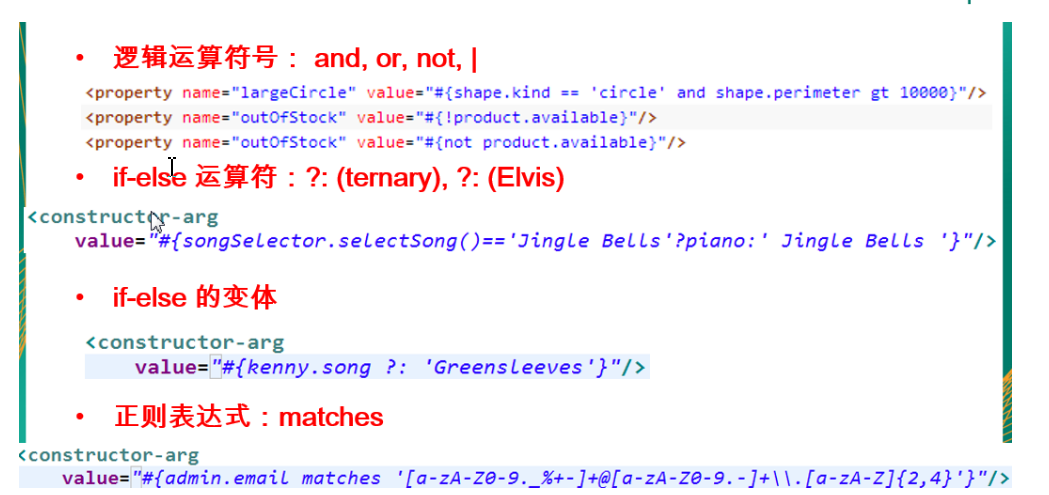 • 逻辑运算符号： and, or, not, |
<property name="largeCircle" value="#{shape.kind == 'circle' and shape.perimeter gt 10000}"/>
<property name="outOfStock" value="#{!product.available}"/>
<property name="outOfStock" value="#{not product.available}"/>
• if-else 运算符：?: (ternary), ?: (Elvis)
<constructor-arg
value="#{songSelector.selectSong()=='Jingle Bells'?piano:' Jingle Bells '}"/>
• if-else 的变体
<constructor-arg
value="#{kenny.song ?: 'Greensleeves'}"/>
• 正则表达式：matches
<constructor-arg
value="#{admin.email matches '[a-zA-Z0-9._%+-]+@[a-zA-Z0-9.-]+\\.[a-zA-Z]{2,4}'}"/>